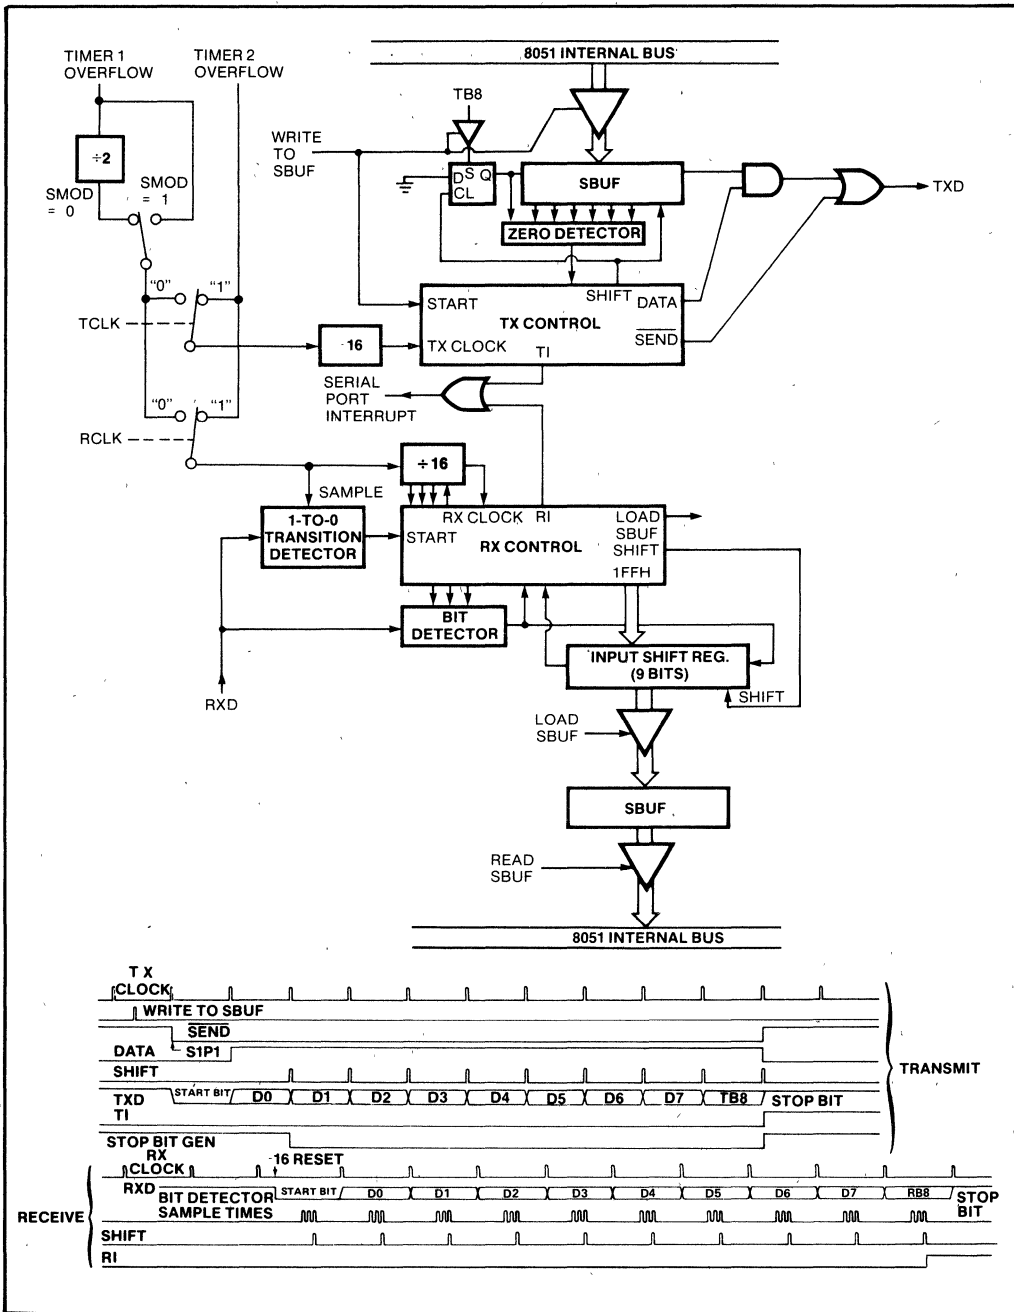 TIMER 1
OVERFLOW
TIMER 2
OVERFLOW
8051 INTERNAL BUS
TB8
WRITE
TO
SBUF
÷2
SMOD
= 0
SMOD
= 1
D S Q
CL
SBUF
TXD
ZERO DETECTOR
"0"
"1"
TCLK
START
SHIFT
DATA
TX CONTROL
SEND
TX CLOCK
TI
16
SERIAL
PORT
INTERRUPT
"0"
"1"
RCLK
÷16
SAMPLE
1-TO-0
TRANSITION
DETECTOR
RX CLOCK
RI
LOAD
SBUF
START
RX CONTROL
SHIFT
1FFH
BIT
DETECTOR
INPUT SHIFT REG.
(9 BITS)
RXD
SHIFT
LOAD
SBUF
SBUF
READ
SBUF
8051 INTERNAL BUS
TX
CLOCK
WRITE TO SBUF
SEND
DATA
S1P1
SHIFT
TRANSMIT
TXD
START BIT
D0
D1
D2
D3
D4
D5
D6
D7
TB8
STOP BIT
TI
STOP BIT GEN
RX
CLOCK
-16 RESET
RXD
START BIT
D0
D1
D2
D3
D4
D5
D6
D7
RB8
STOP
BIT
BIT DETECTOR
SAMPLE TIMES
RECEIVE
SHIFT
RI